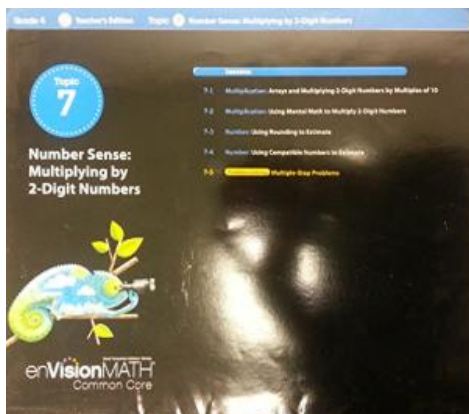 Grade 4 Teacher's Edition Topic 7 Number Sense: Multiplying by 2-Digit Numbers
Topic
7
Number Sense:
Multiplying by
2-Digit Numbers
Lessons
7-1 Multiplication: Arrays and Multiplying 2-Digit Numbers by Multiples of 10
7-2 Multiplication: Using Mental Math to Multiply 2-Digit Numbers
7-3 Number: Using Rounding to Estimate
7-4 Number: Using Compatible Numbers to Estimate
7-5 Multiple-Step Problems
enVisionMATH
Common Core